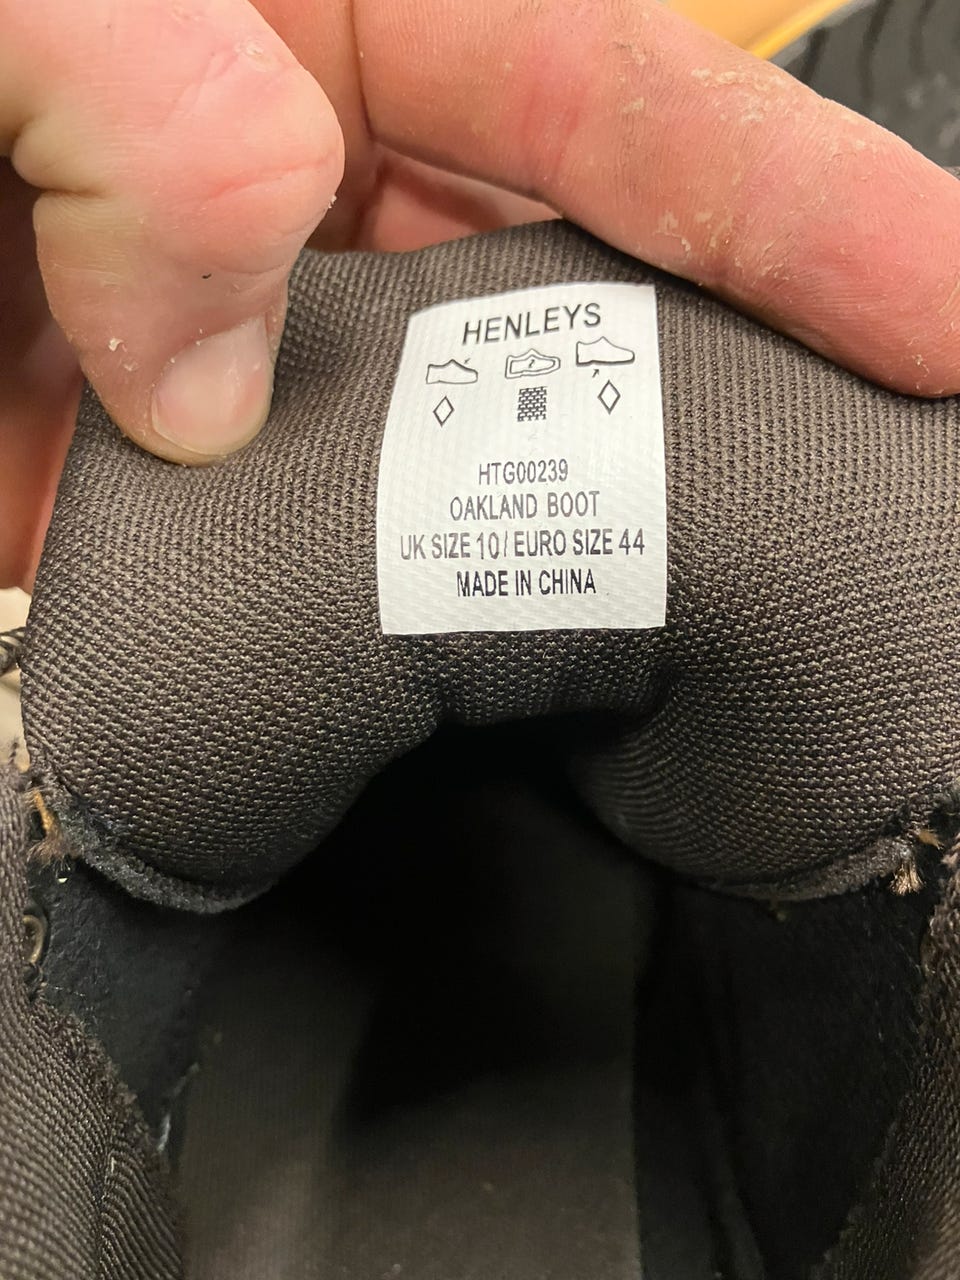 HENLEYS
HTG00239
OAKLAND BOOT
UK SIZE 10/ EURO SIZE 44
MADE IN CHINA